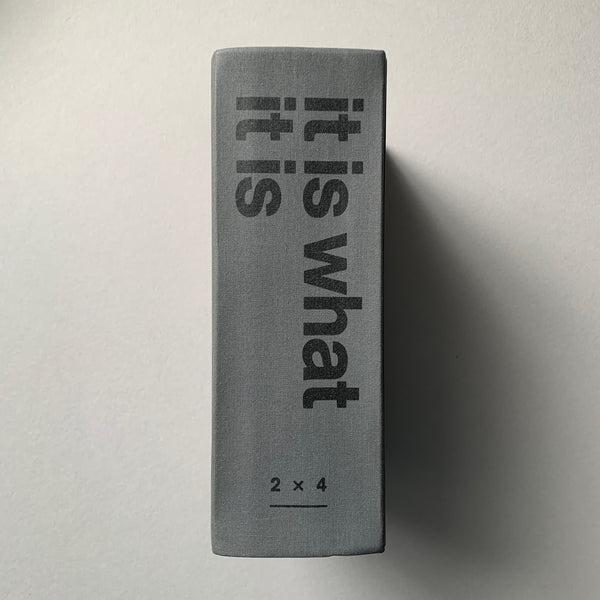 it is what
it is
2 × 4